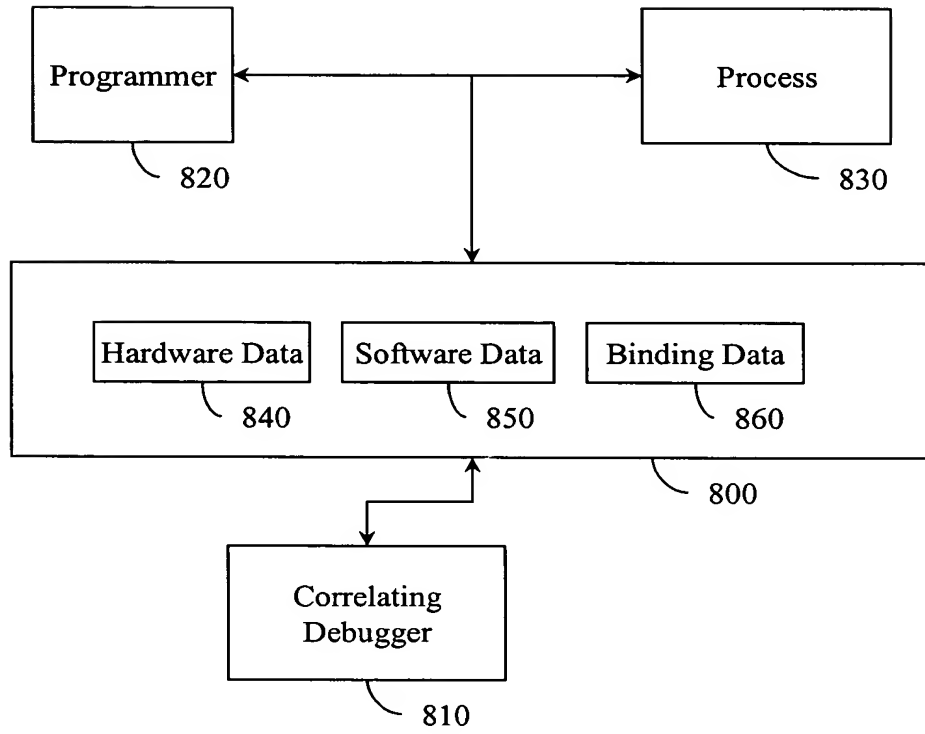 Programmer
Process
820
830
Hardware Data
Software Data
Binding Data
840
850
860
800
Correlating
Debugger
810